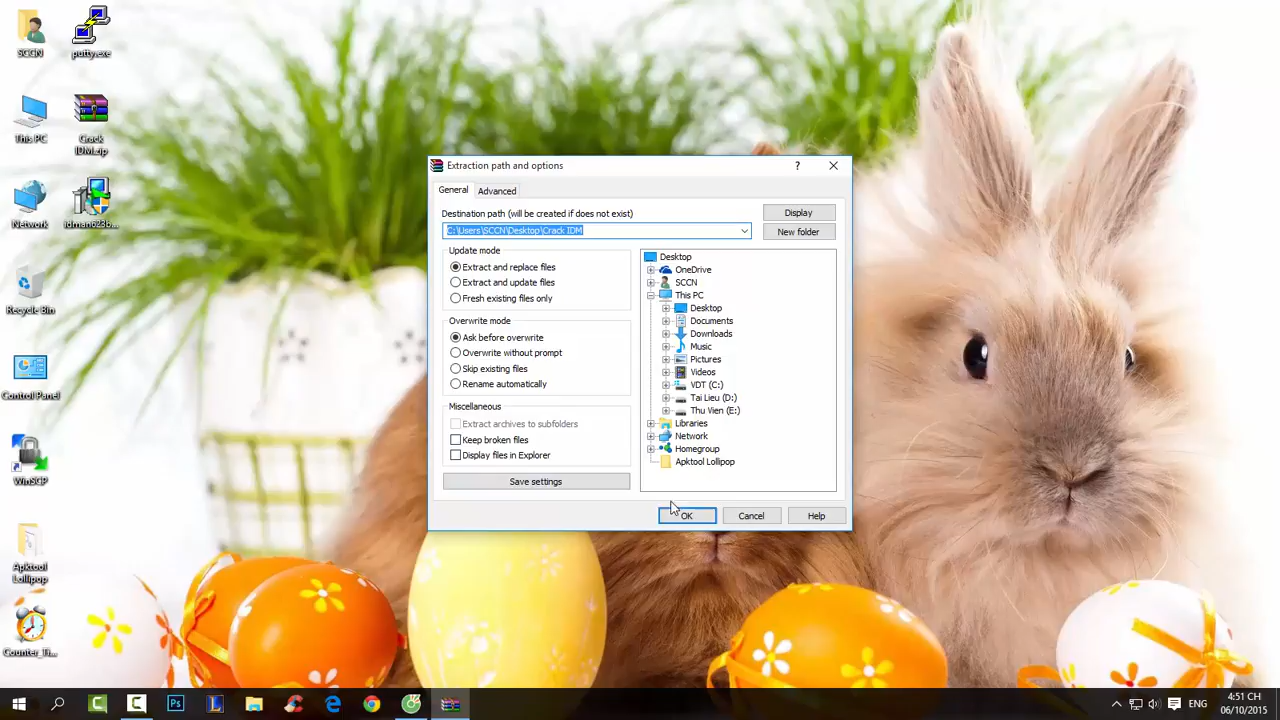 SCCN
putty.exe
This PC
Crack
IDM.zip
Network
idman623b...
Recycle Bin
Control Panel
WinSCP
Apktool
Lollipop
Counter_Ti...
Extraction path and options
?
General
Advanced
Destination path (will be created if does not exist)
Display
C:\Users\SCCN\Desktop\Crack IDM
New folder
Update mode
Extract and replace files
Extract and update files
Fresh existing files only
Overwrite mode
Ask before overwrite
Overwrite without prompt
Skip existing files
Rename automatically
Miscellaneous
Extract archives to subfolders
Keep broken files
Display files in Explorer
Save settings
Desktop
OneDrive
SCCN
This PC
Desktop
Documents
Downloads
Music
Pictures
Videos
VDT (C:)
Tai Lieu (D:)
Thu Vien (E:)
Libraries
Network
Homegroup
Apktool Lollipop
OK
Cancel
Help
Ps
L
ENG
4:51 CH
06/10/2015